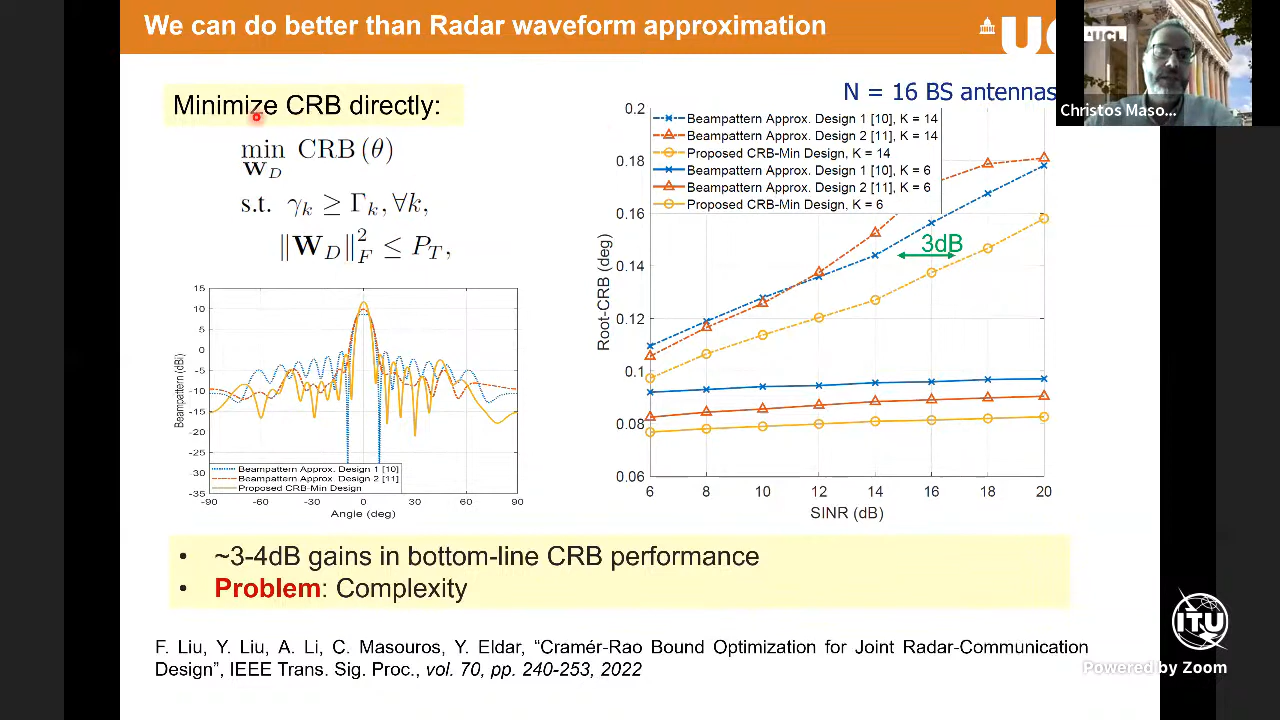 We can do better than Radar waveform approximation
UCL
Christos Maso...
Minimize CRB directly:
min CRB (θ)
W_D
s.t. γ_k ≥ Γ_k, ∀k,
‖W_D‖²_F ≤ P_T,
N = 16 BS antennas
Beampattern Approx. Design 1 [10], K = 14
Beampattern Approx. Design 2 [11], K = 14
Proposed CRB-Min Design, K = 14
Beampattern Approx. Design 1 [10], K = 6
Beampattern Approx. Design 2 [11], K = 6
Proposed CRB-Min Design, K = 6
3dB
0.2
0.18
0.16
0.14
0.12
0.1
0.08
0.06
Root-CRB (deg)
6 8 10 12 14 16 18 20
SINR (dB)
15
10
5
0
-5
-10
-15
-20
-25
-30
-35
Beampattern (dBi)
Beampattern Approx. Design 1 [10]
Beampattern Approx. Design 2 [11]
Proposed CRB-Min Design
-90 -60 -30 0 30 60 90
Angle (deg)
• ~3-4dB gains in bottom-line CRB performance
• Problem: Complexity
F. Liu, Y. Liu, A. Li, C. Masouros, Y. Eldar, “Cramér-Rao Bound Optimization for Joint Radar-Communication
Design”, IEEE Trans. Sig. Proc., vol. 70, pp. 240-253, 2022
ITU
Powered by Zoom